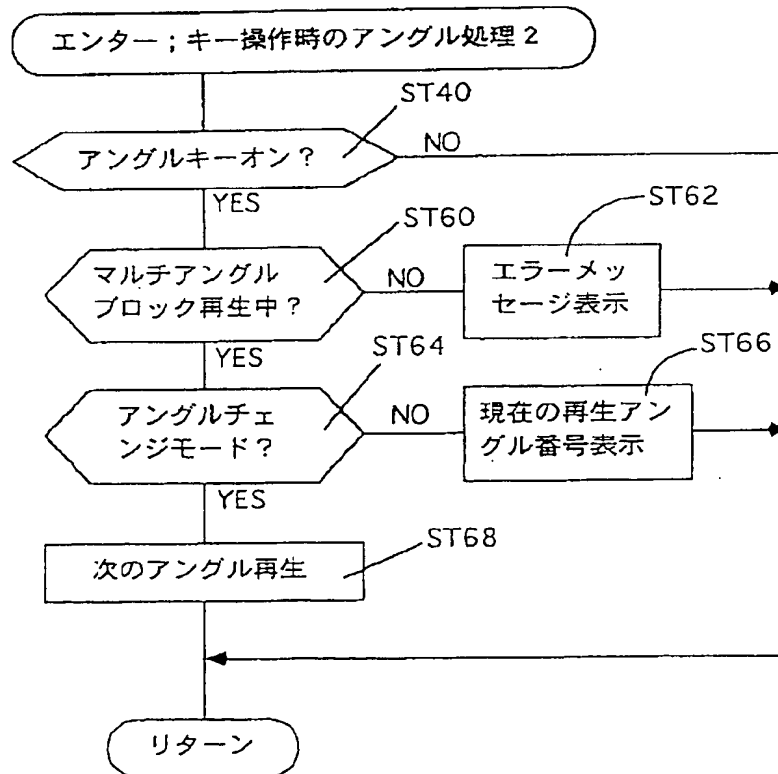 エンター；キー操作時のアングル処理2
ST40
アングルキーオン？
NO
YES
ST60
ST62
マルチアングル
ブロック再生中？
NO
エラーメッ
セージ表示
YES
ST64
ST66
アングルチェ
ンジモード？
NO
現在の再生アン
グル番号表示
YES
ST68
次のアングル再生
リターン